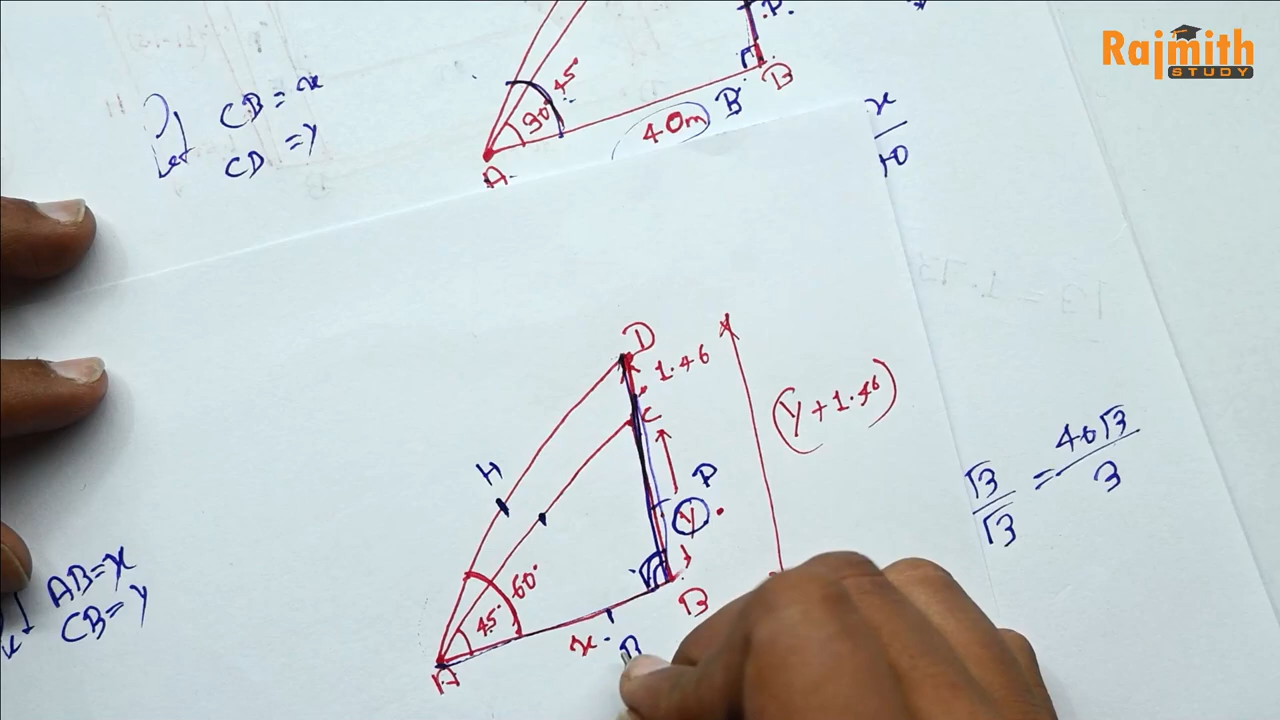 Rajmith
STUDY
P.
B
45°
30°
B
40m
A
Let CB = x
CD = y
x
40
D
1.46
C
(y + 1.46)
H
P
y
60°
45°
B
x
B
A
AB = x
CB = y
√3
√3
= 40√3
3